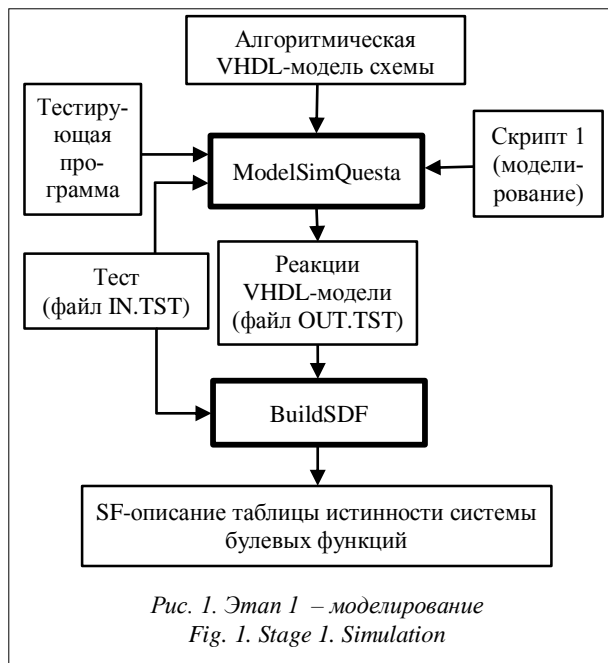 Алгоритмическая
VHDL-модель схемы
Тестиру-
ющая
про-
грамма
ModelSimQuesta
Скрипт 1
(модели-
рование)
Тест
(файл IN.TST)
Реакции
VHDL-модели
(файл OUT.TST)
BuildSDF
SF-описание таблицы истинности системы
булевых функций
Рис. 1. Этап 1 – моделирование
Fig. 1. Stage 1. Simulation